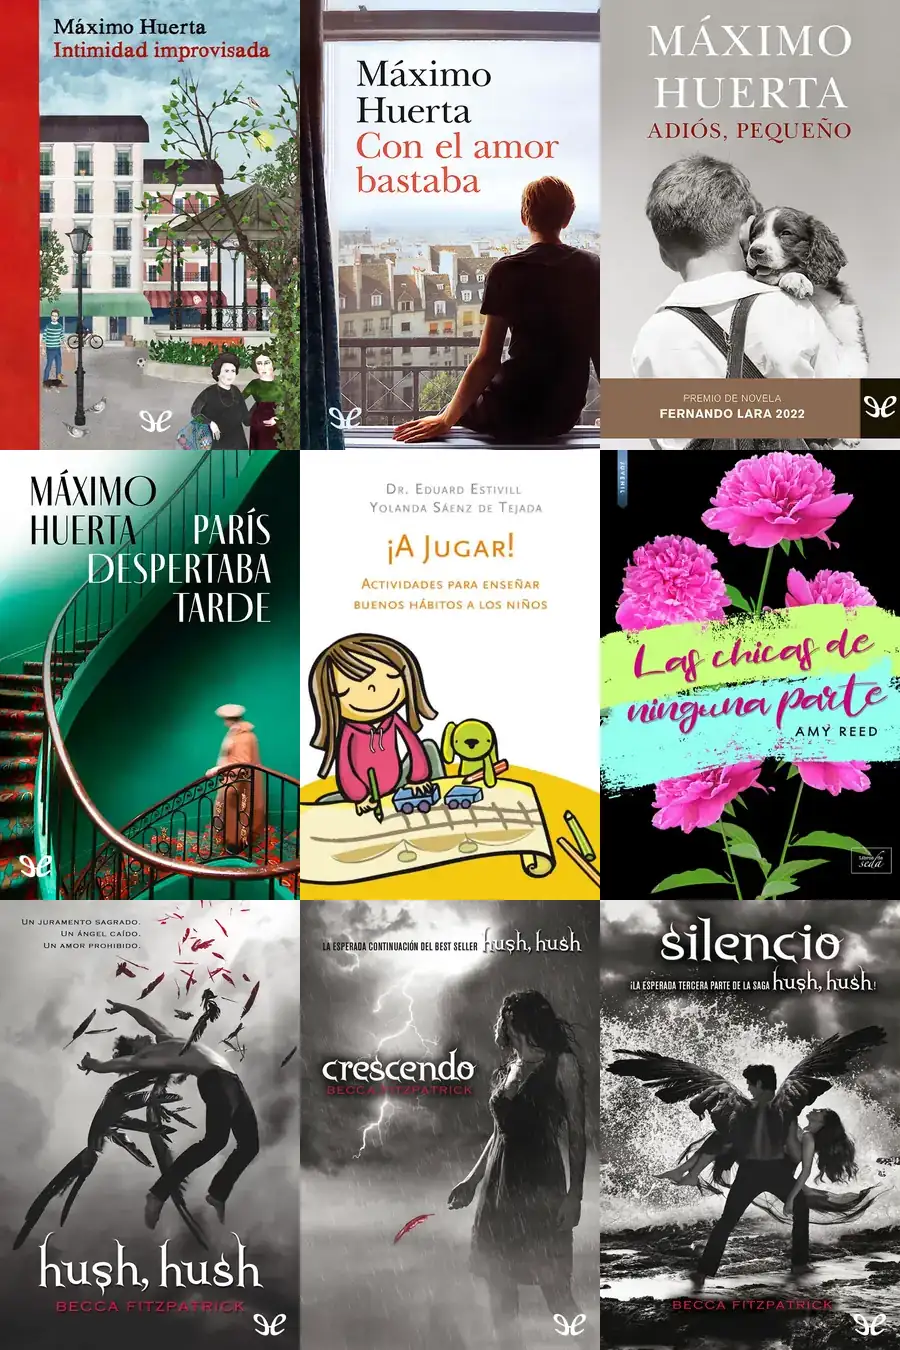 Máximo Huerta
Intimidad improvisada
Máximo
Huerta
Con el amor
bastaba
MÁXIMO
HUERTA
ADIÓS, PEQUEÑO
PREMIO DE NOVELA
FERNANDO LARA 2022
MÁXIMO
HUERTA
PARÍS
DESPERTABA
TARDE
Dr. Eduard Estivill
Yolanda Sáenz de Tejada
¡A Jugar!
Actividades para enseñar
buenos hábitos a los niños
JUVENIL
Las chicas de
ninguna parte
AMY REED
Libros de
seda
Un juramento sagrado.
Un ángel caído.
Un amor prohibido.
hush, hush
BECCA FITZPATRICK
LA ESPERADA CONTINUACIÓN DEL BEST SELLER hush, hush
crescendo
BECCA FITZPATRICK
silencio
¡LA ESPERADA TERCERA PARTE DE LA SAGA hush, hush!
BECCA FITZPATRICK